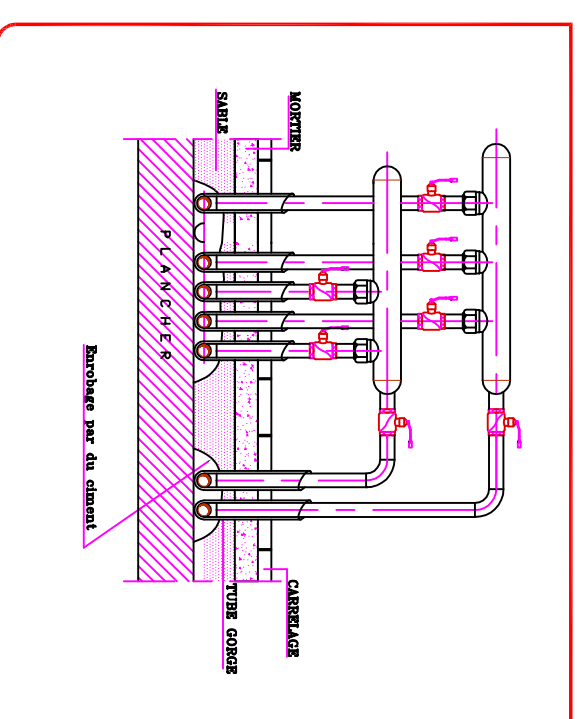 MORTIER
SABLE
PLANCHER
Enrobage par du ciment
CARRELAGE
TUBE GORGE